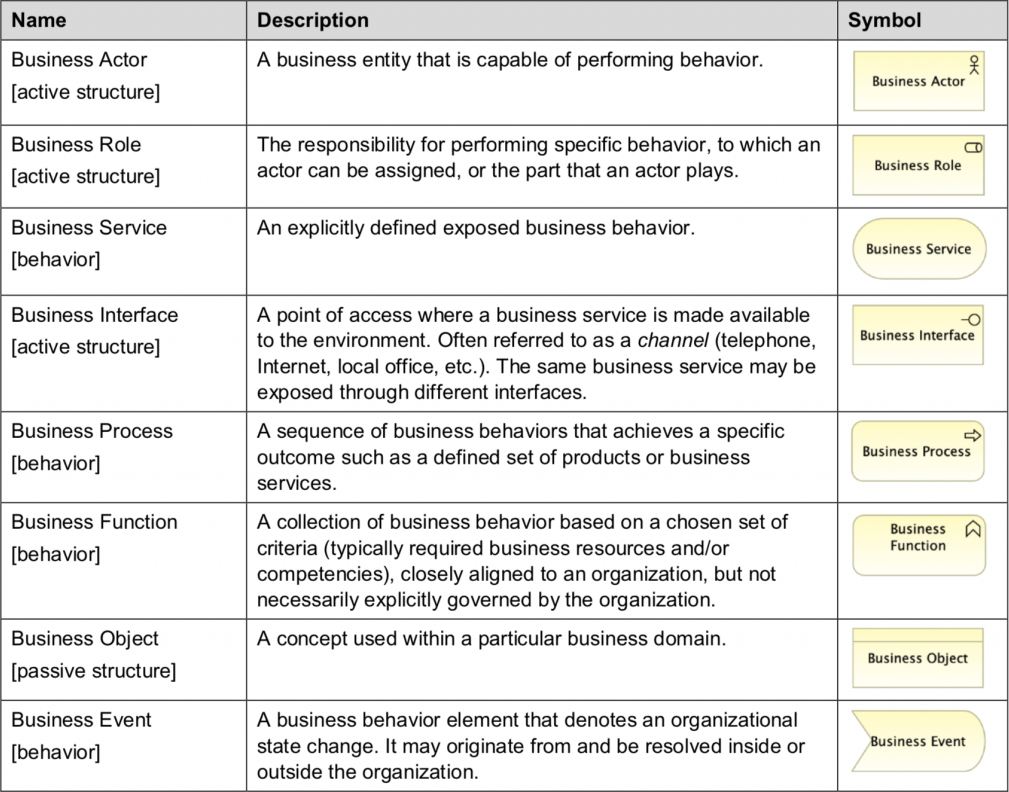 Name Description Symbol
Business Actor
[active structure]
A business entity that is capable of performing behavior.
Business Actor
Business Role
[active structure]
The responsibility for performing specific behavior, to which an
actor can be assigned, or the part that an actor plays.
Business Role
Business Service
[behavior]
An explicitly defined exposed business behavior.
Business Service
Business Interface
[active structure]
A point of access where a business service is made available
to the environment. Often referred to as a channel (telephone,
Internet, local office, etc.). The same business service may be
exposed through different interfaces.
Business Interface
Business Process
[behavior]
A sequence of business behaviors that achieves a specific
outcome such as a defined set of products or business
services.
Business Process
Business Function
[behavior]
A collection of business behavior based on a chosen set of
criteria (typically required business resources and/or
competencies), closely aligned to an organization, but not
necessarily explicitly governed by the organization.
Business
Function
Business Object
[passive structure]
A concept used within a particular business domain.
Business Object
Business Event
[behavior]
A business behavior element that denotes an organizational
state change. It may originate from and be resolved inside or
outside the organization.
Business Event